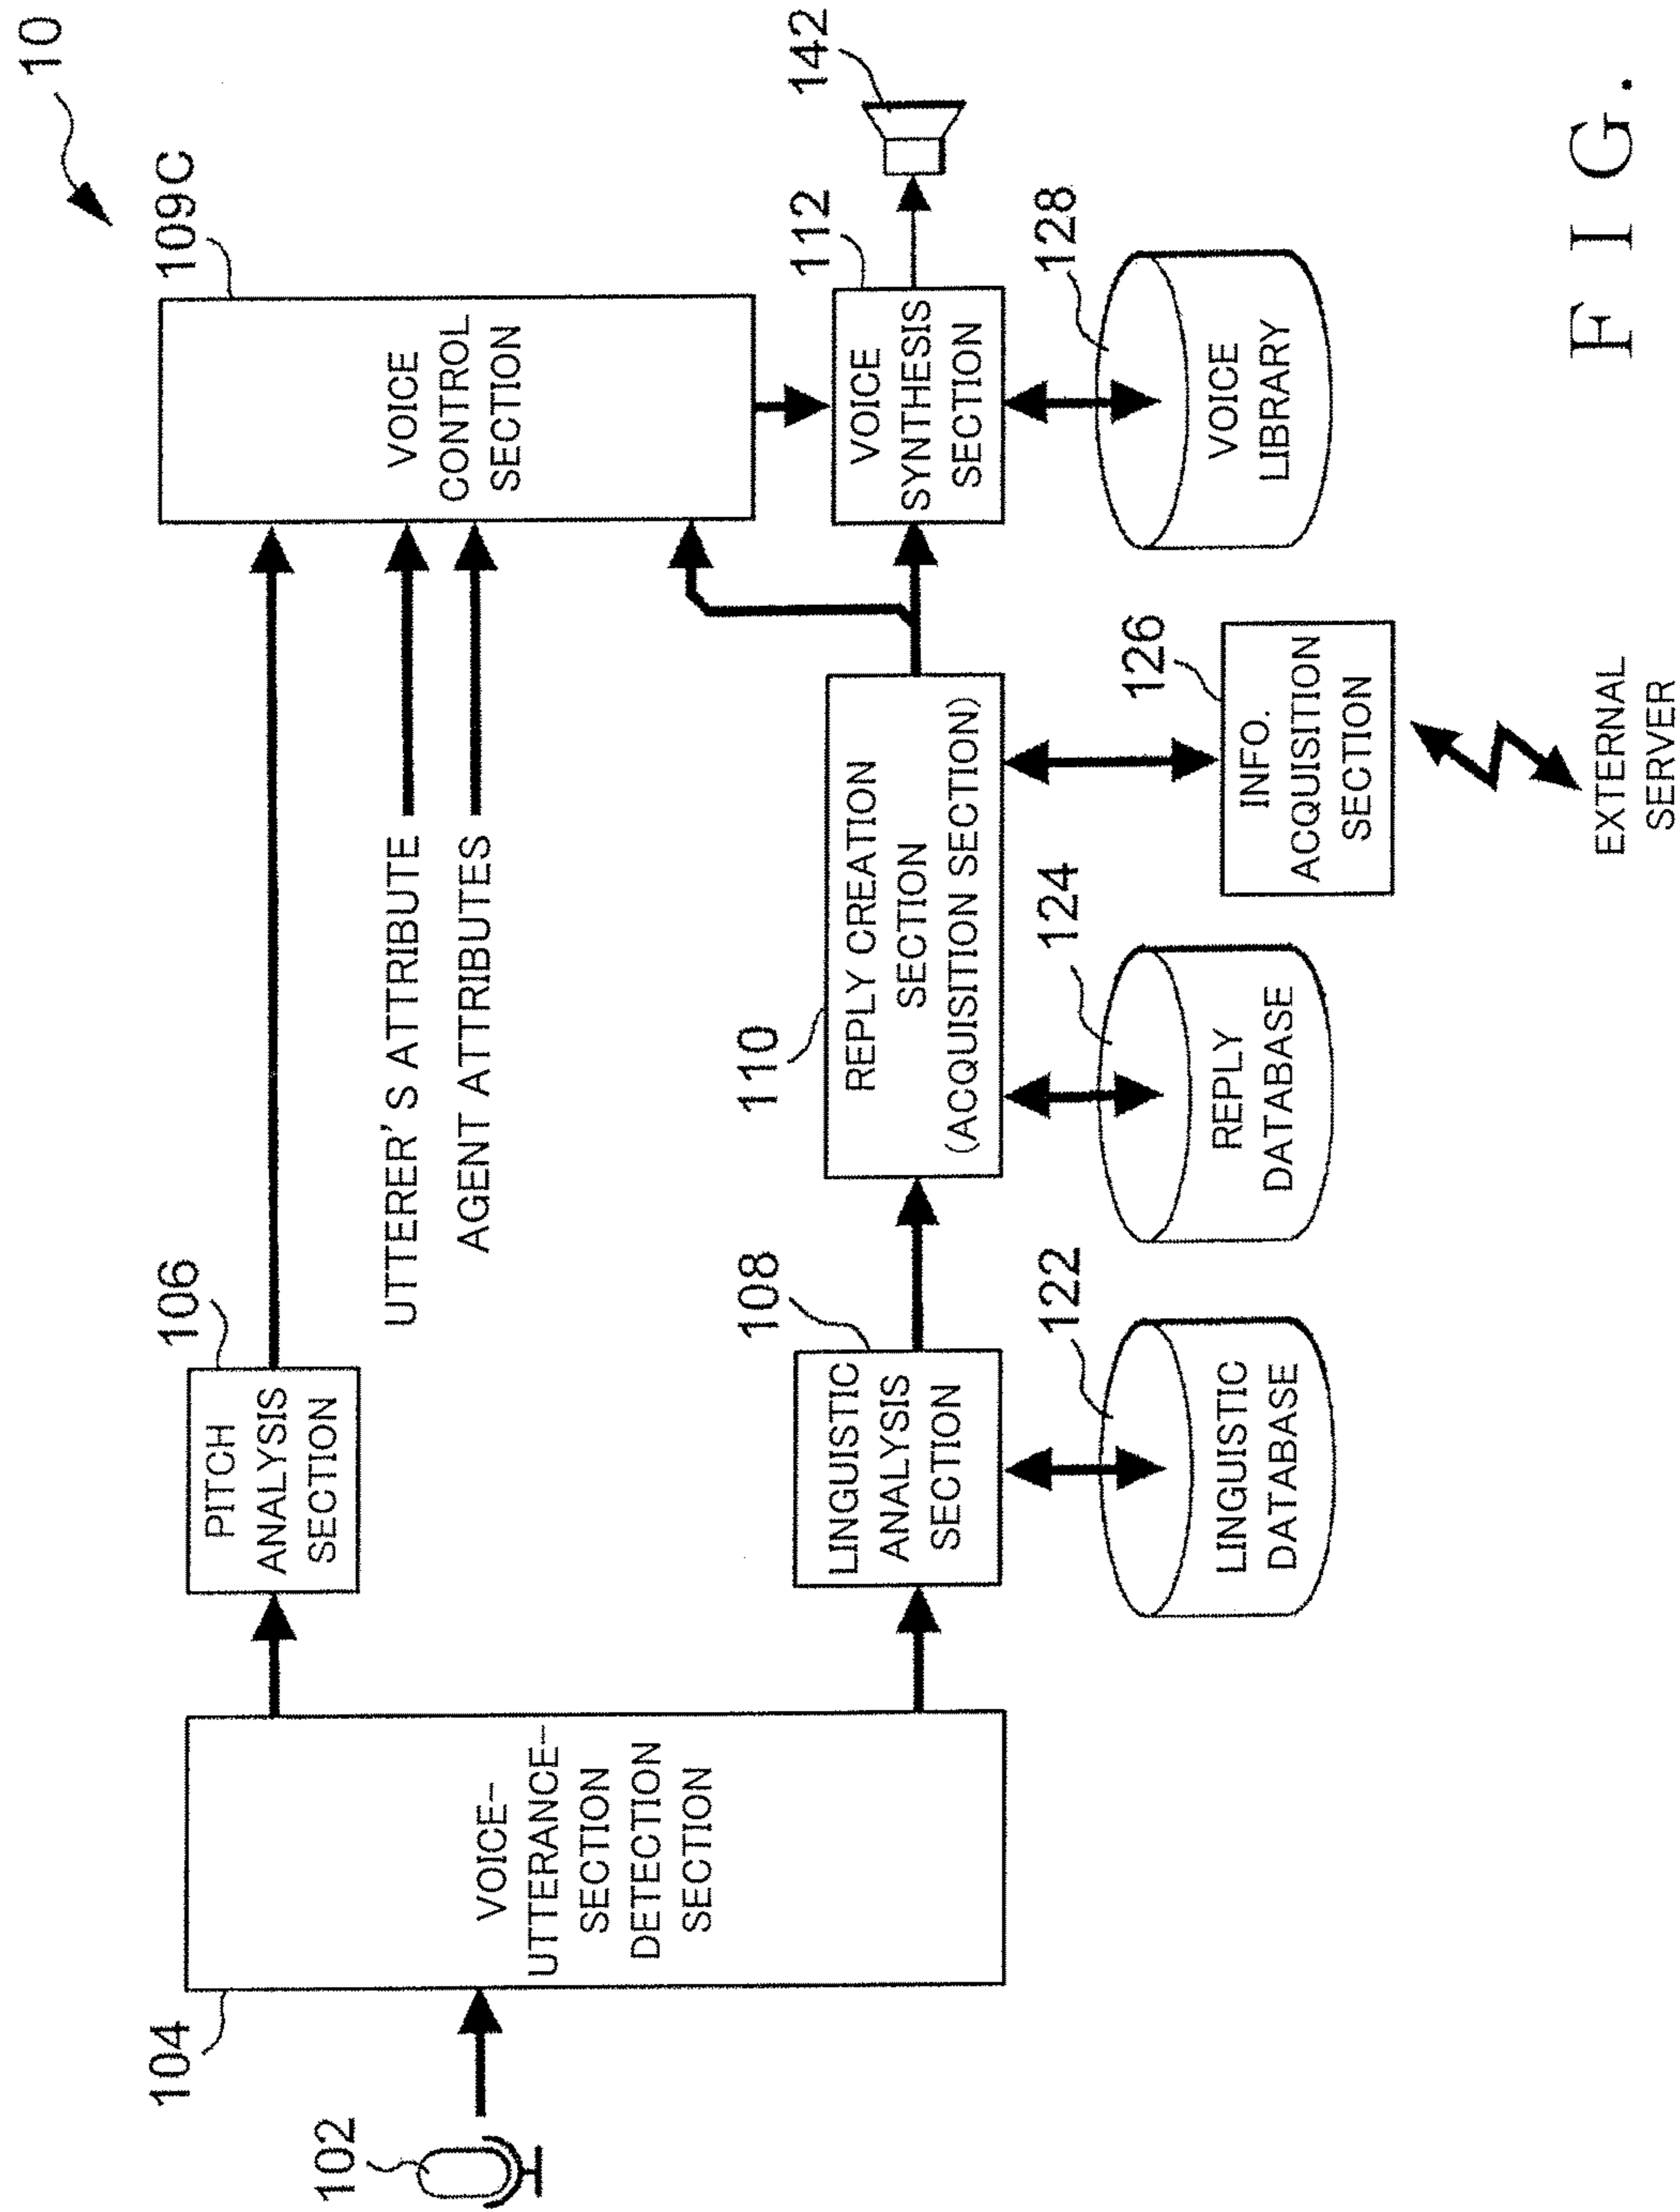 10
109C
106
104
102
PITCH
ANALYSIS
SECTION
VOICE
CONTROL
SECTION
UTTERER'S ATTRIBUTE
AGENT ATTRIBUTES
VOICE-
UTTERANCE-
SECTION
DETECTION
SECTION
108
110
112
142
LINGUISTIC
ANALYSIS
SECTION
REPLY CREATION
SECTION
(ACQUISITION SECTION)
VOICE
SYNTHESIS
SECTION
122
124
126
128
LINGUISTIC
DATABASE
REPLY
DATABASE
INFO.
ACQUISITION
SECTION
VOICE
LIBRARY
EXTERNAL
SERVER
FIG.